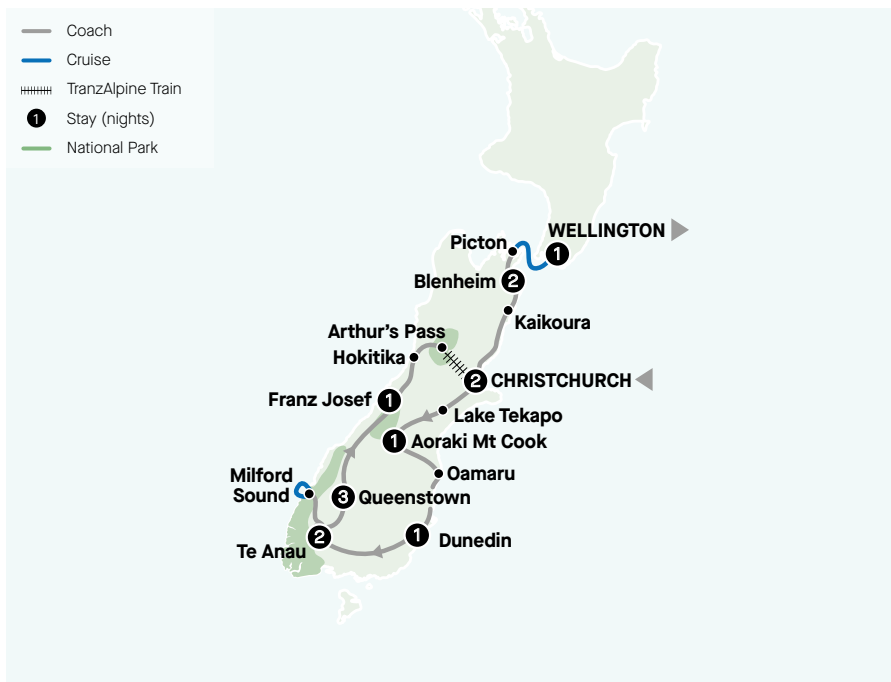 Coach
Cruise
TranzAlpine Train
1 Stay (nights)
National Park
WELLINGTON
1
Picton
Blenheim 2
Kaikoura
Arthur's Pass
Hokitika
2 CHRISTCHURCH
Franz Josef 1
Lake Tekapo
1 Aoraki Mt Cook
Oamaru
Milford
Sound
3 Queenstown
2
Te Anau
1 Dunedin